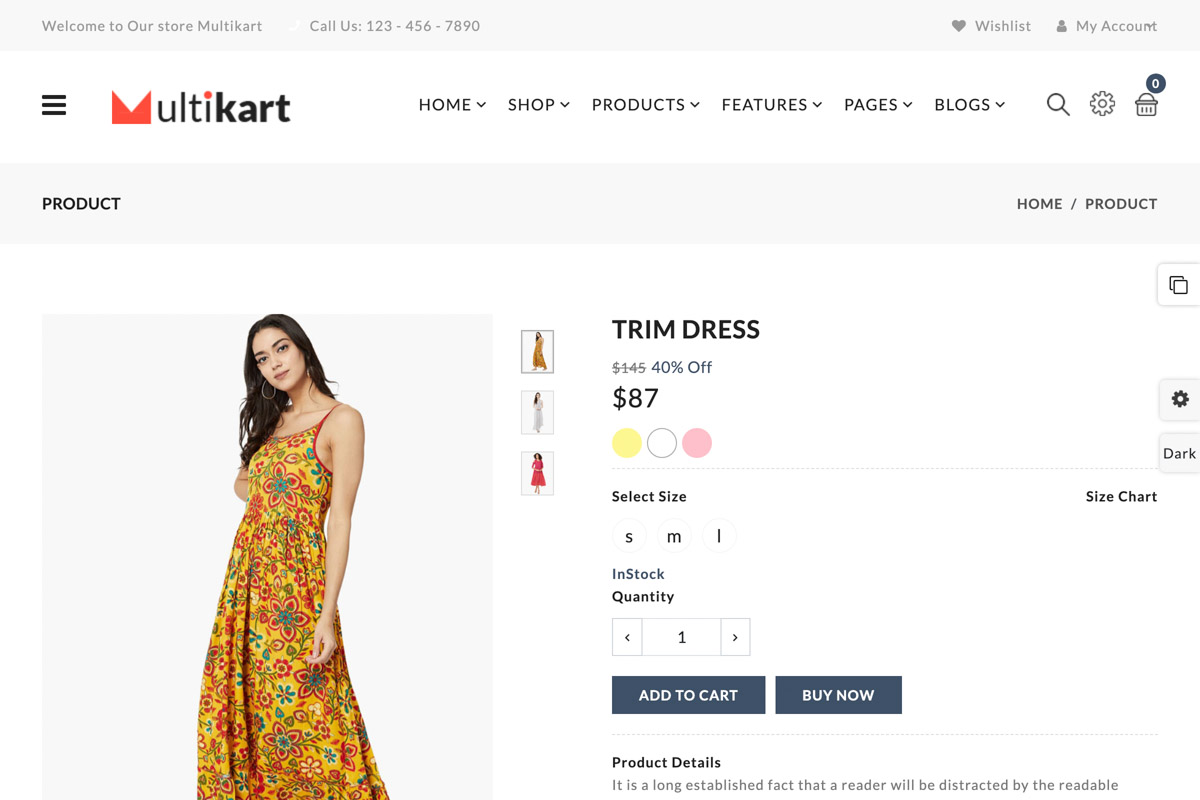 Welcome to Our store Multikart
Call Us: 123 - 456 - 7890
Wishlist
My Account
Multikart
HOME
SHOP
PRODUCTS
FEATURES
PAGES
BLOGS
0
PRODUCT
HOME / PRODUCT
TRIM DRESS
$145 40% Off
$87
Select Size
Size Chart
s
m
l
InStock
Quantity
1
ADD TO CART
BUY NOW
Dark
Product Details
It is a long established fact that a reader will be distracted by the readable